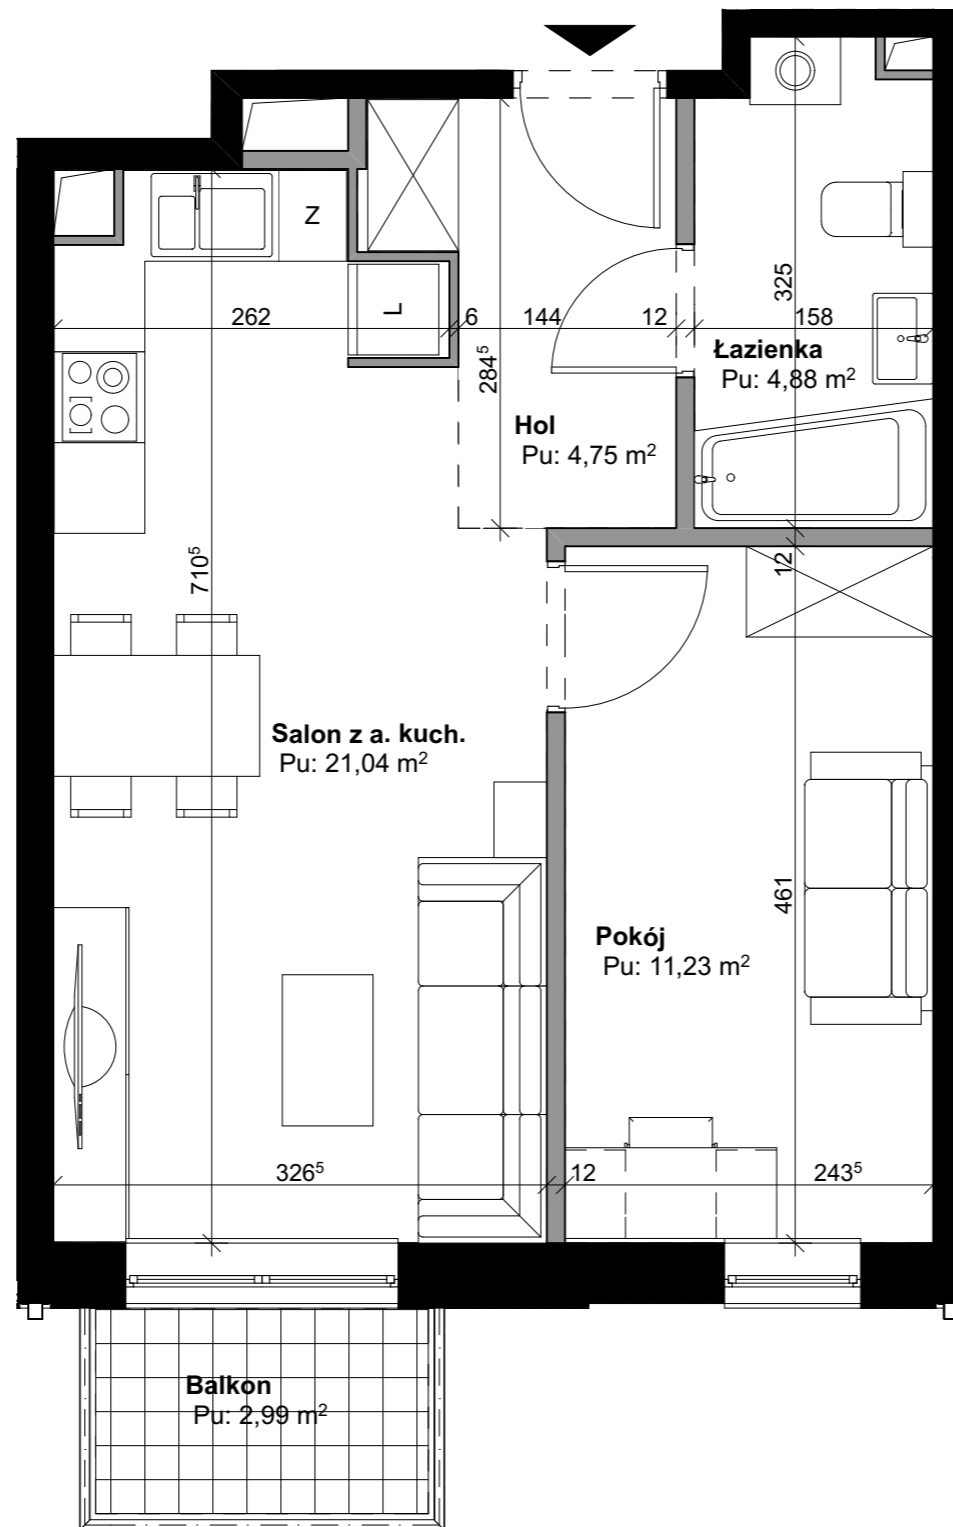 Z
L
262
6
144
12
158
325
284⁵
Łazienka
Pu: 4,88 m²
Hol
Pu: 4,75 m²
710⁵
12
Salon z a. kuch.
Pu: 21,04 m²
461
Pokój
Pu: 11,23 m²
326⁵
12
243⁵
Balkon
Pu: 2,99 m²